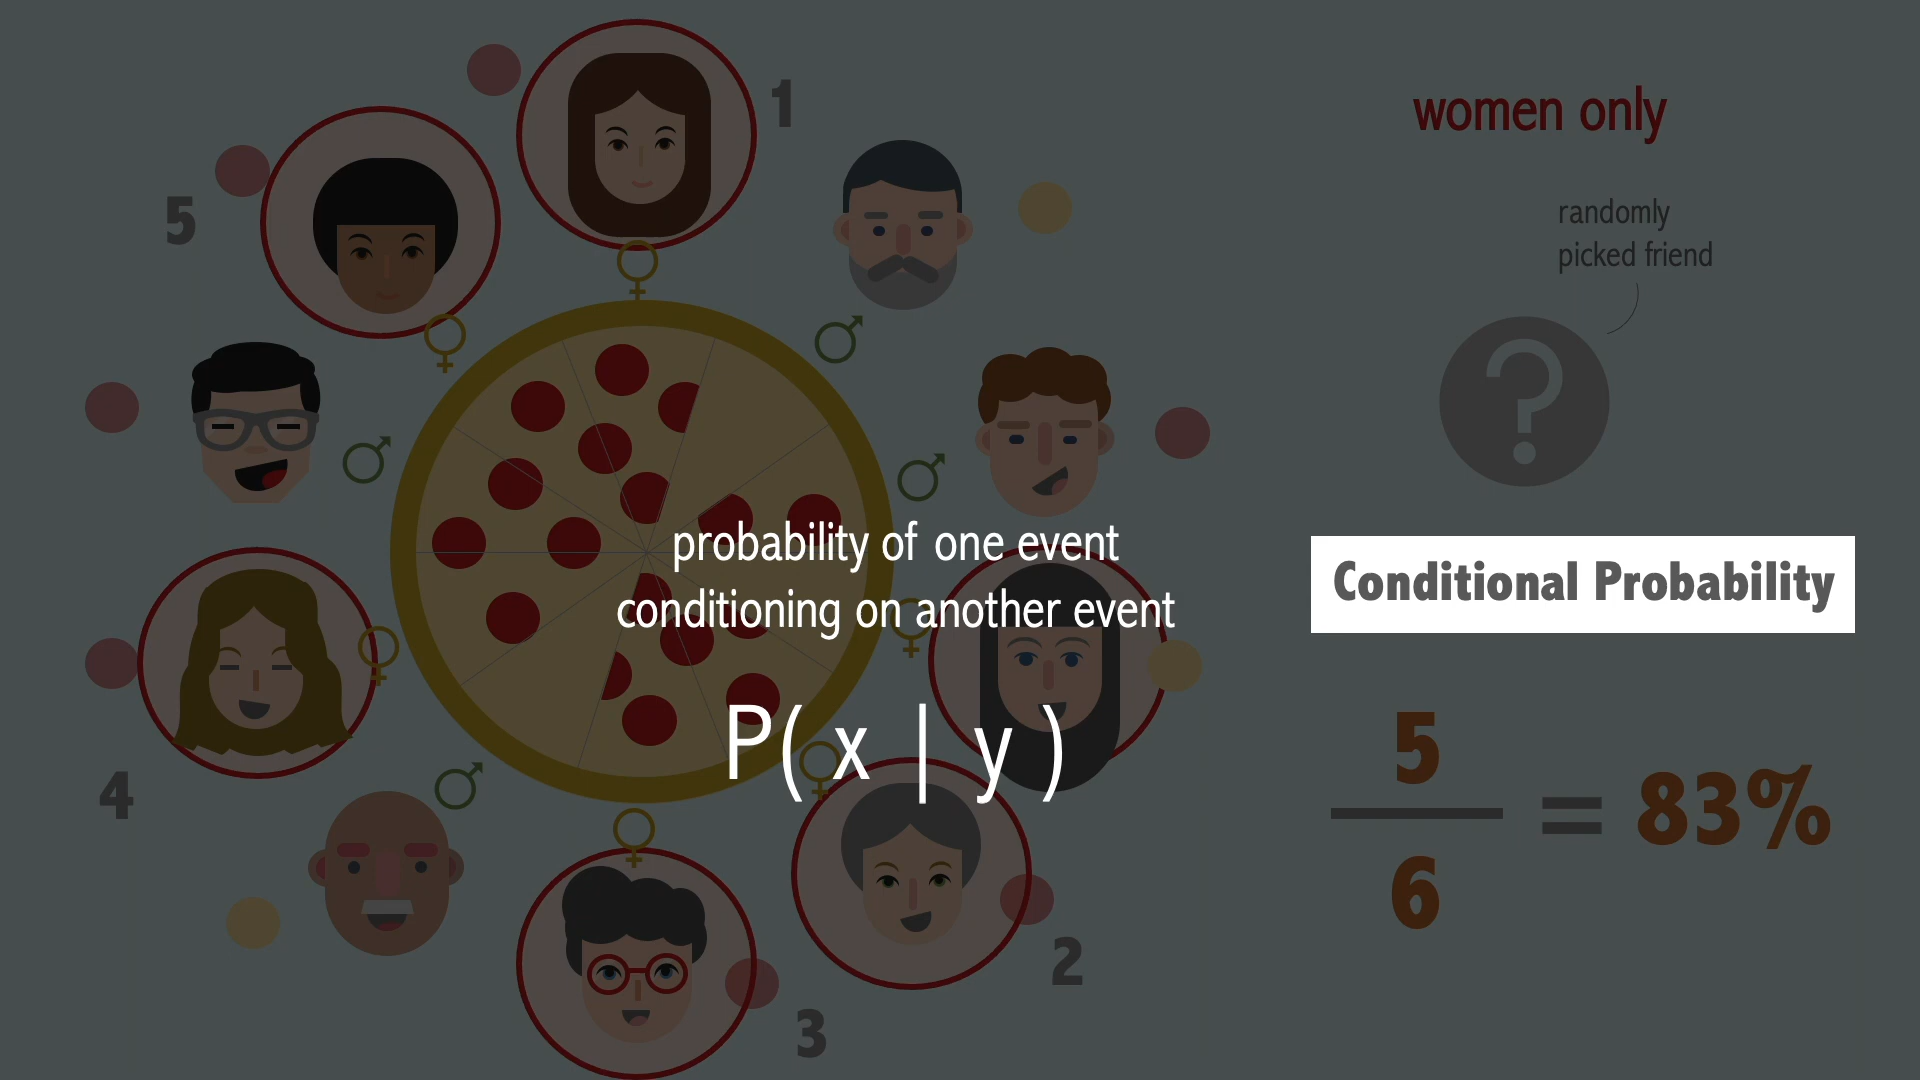 1
5
4
3
2
women only
randomly
picked friend
?
probability of one event
conditioning on another event
P( x | y )
Conditional Probability
5
6
= 83%